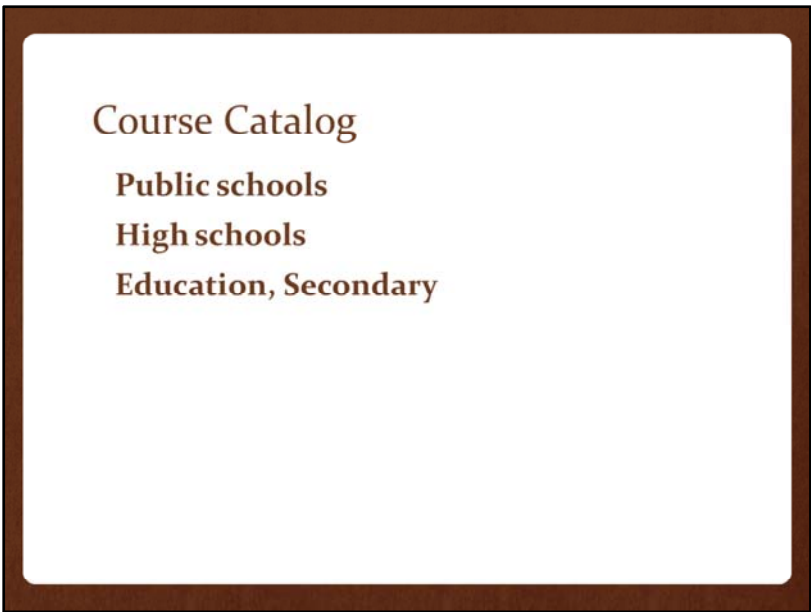 Course Catalog
Public schools
High schools
Education, Secondary